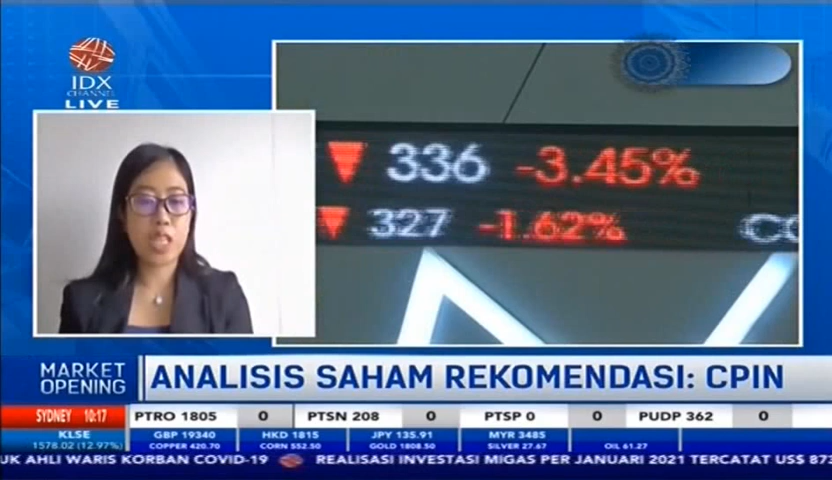 IDX
CHANNEL
LIVE
336 -3.45%
327 -1.62%
CO
MARKET
OPENING
ANALISIS SAHAM REKOMENDASI: CPIN
SYDNEY 10:17 PTRO 1805 0 PTSN 208 0 PTSP 0 0 PUDP 362 0
KLSE GBP 19340 HKD 1815 JPY 135.91 MYR 3485
1578.02 (12.97%) COPPER 420.70 CORN 552.50 GOLD 1808.50 SILVER 27.67 OIL 61.27
UK AHLI WARIS KORBAN COVID-19 REALISASI INVESTASI MIGAS PER JANUARI 2021 TERCATAT US$ 873